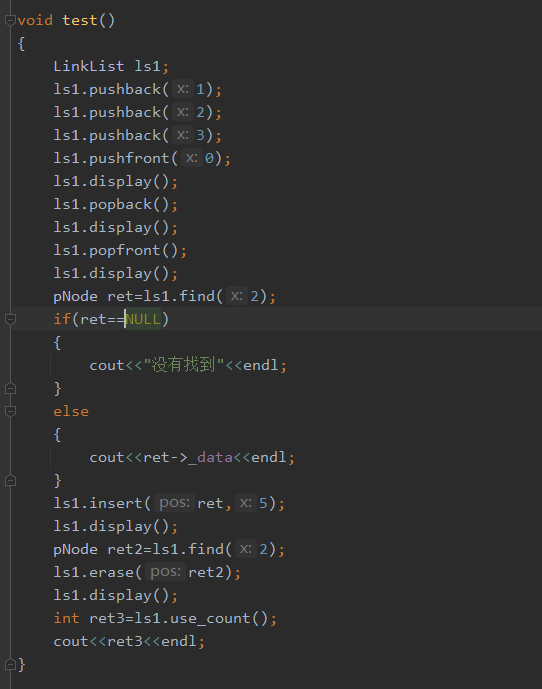 void test()
{
    LinkList ls1;
    ls1.pushback( x: 1);
    ls1.pushback( x: 2);
    ls1.pushback( x: 3);
    ls1.pushfront( x: 0);
    ls1.display();
    ls1.popback();
    ls1.display();
    ls1.popfront();
    ls1.display();
    pNode ret=ls1.find( x: 2);
    if(ret==NULL)
    {
        cout<<"没有找到"<<endl;
    }
    else
    {
        cout<<ret->_data<<endl;
    }
    ls1.insert( pos: ret, x: 5);
    ls1.display();
    pNode ret2=ls1.find( x: 2);
    ls1.erase( pos: ret2);
    ls1.display();
    int ret3=ls1.use_count();
    cout<<ret3<<endl;
}